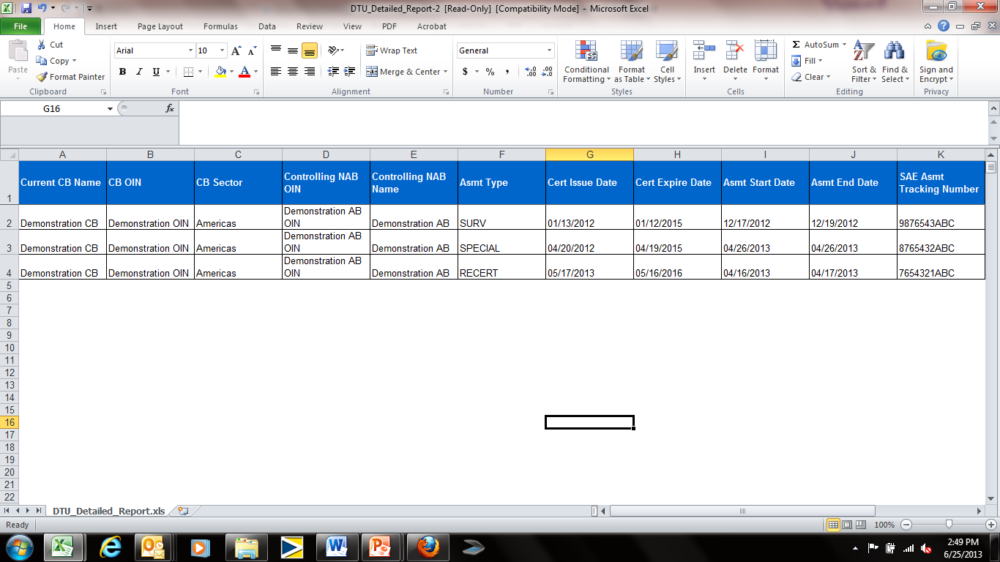 DTU_Detailed_Report-2 [Read-Only] [Compatibility Mode] - Microsoft Excel
File Home Insert Page Layout Formulas Data Review View PDF Acrobat
Paste
Cut
Copy
Format Painter
Clipboard
Arial 10
B I U A
Font
Wrap Text
Merge & Center
Alignment
General
$ % ,
Number
Conditional Formatting
Format as Table
Cell Styles
Styles
Insert Delete Format
Cells
AutoSum
Fill
Clear
Sort & Filter
Find & Select
Editing
Sign and Encrypt
Privacy
G16 fx
A B C D E F G H I J K
1 Current CB Name CB OIN CB Sector Controlling NAB OIN Controlling NAB Name Asmt Type Cert Issue Date Cert Expire Date Asmt Start Date Asmt End Date SAE Asmt Tracking Number
2 Demonstration CB Demonstration OIN Americas Demonstration AB OIN Demonstration AB SURV 01/13/2012 01/12/2015 12/17/2012 12/19/2012 9876543ABC
3 Demonstration CB Demonstration OIN Americas Demonstration AB OIN Demonstration AB SPECIAL 04/20/2012 04/19/2015 04/26/2013 04/26/2013 8765432ABC
4 Demonstration CB Demonstration OIN Americas Demonstration AB OIN Demonstration AB RECERT 05/17/2013 05/16/2016 04/16/2013 04/17/2013 7654321ABC
5
6
7
8
9
10
11
12
13
14
15
16
17
18
19
20
21
22
DTU_Detailed_Report.xls
Ready 100%
2:49 PM
6/25/2013